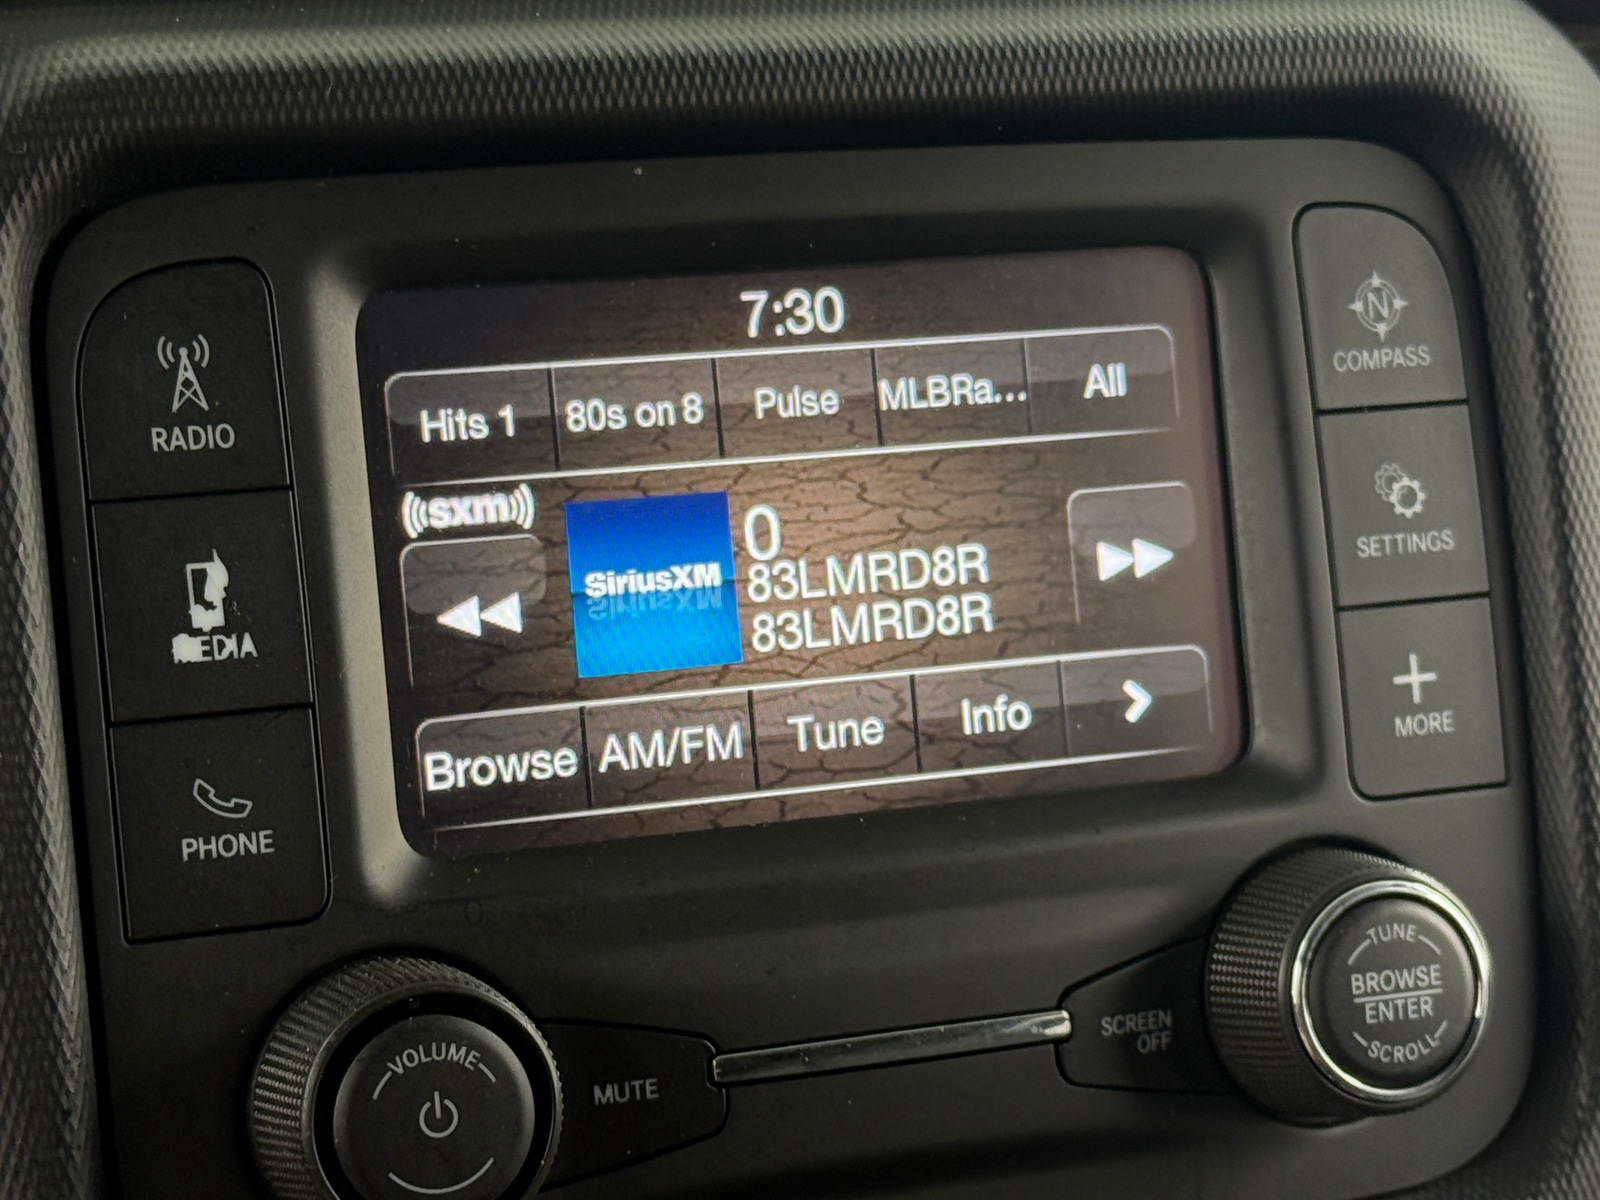 7:30
Hits 1
80s on 8
Pulse
MLBRa...
All
sxm
SiriusXM
0
83LMRD8R
83LMRD8R
Browse
AM/FM
Tune
Info
RADIO
MEDIA
PHONE
N
COMPASS
SETTINGS
MORE
VOLUME
MUTE
SCREEN
OFF
TUNE
BROWSE
ENTER
SCROLL